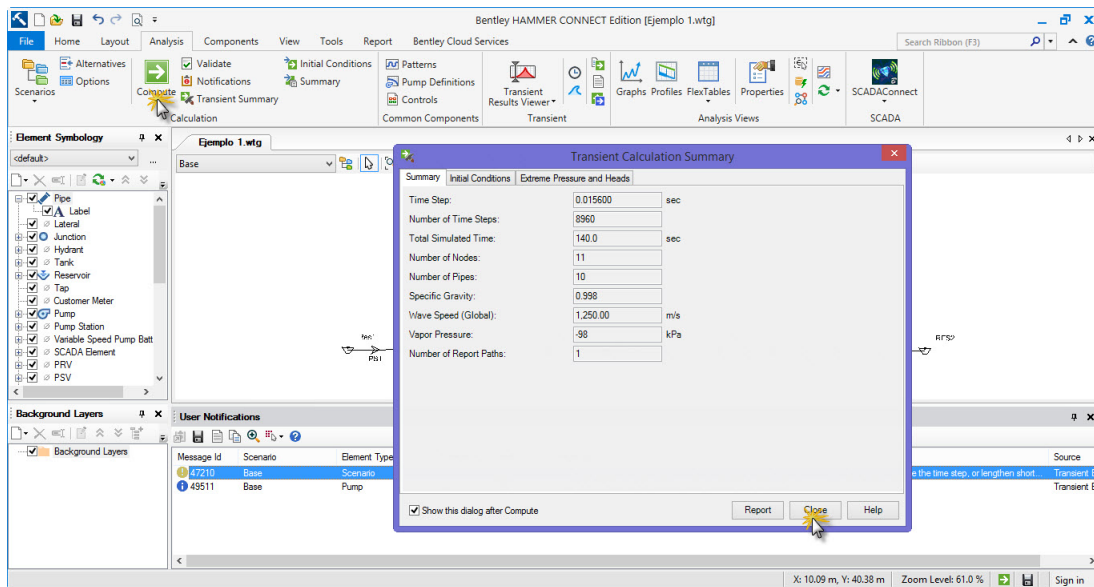 Bentley HAMMER CONNECT Edition [Ejemplo 1.wtg]
File Home Layout Analysis Components View Tools Report Bentley Cloud Services Search Ribbon (F3)
Scenarios
Alternatives
Options
Compute
Validate
Notifications
Transient Summary
Initial Conditions
Summary
Calculation
Patterns
Pump Definitions
Controls
Common Components
Transient
Results Viewer
Transient
Graphs Profiles FlexTables Properties
Analysis Views
SCADAConnect
SCADA
Element Symbology
<default>
...
Pipe
Label
Lateral
Junction
Hydrant
Tank
Reservoir
Tap
Customer Meter
Pump
Pump Station
Variable Speed Pump Batt
SCADA Element
PRV
PSV
Background Layers
Background Layers
Ejemplo 1.wtg
Base
PS1
Transient Calculation Summary
Summary Initial Conditions Extreme Pressure and Heads
Time Step: 0.015600 sec
Number of Time Steps: 8960
Total Simulated Time: 140.0 sec
Number of Nodes: 11
Number of Pipes: 10
Specific Gravity: 0.998
Wave Speed (Global): 1,250.00 m/s
Vapor Pressure: -98 kPa
Number of Report Paths: 1
Show this dialog after Compute
Report Close Help
User Notifications
Message Id Scenario Element Type Source
47210 Base Scenario e the time step, or lengthen short... Transient E
49511 Base Pump Transient E
X: 10.09 m, Y: 40.38 m Zoom Level: 61.0 % Sign in